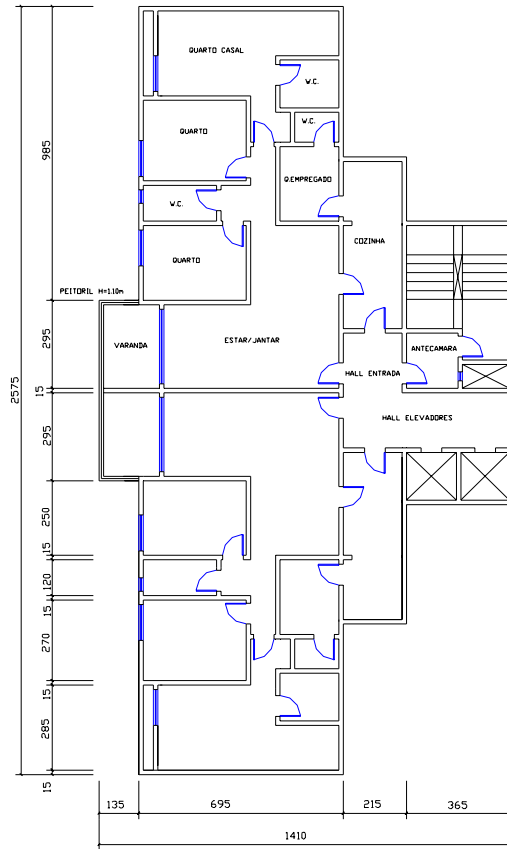 QUARTO CASAL
W.C.
W.C.
QUARTO
Q.EMPREGADO
W.C.
COZINHA
QUARTO
PEITORIL H=1.10m
VARANDA
ESTAR/JANTAR
ANTECAMARA
HALL ENTRADA
HALL ELEVADORES
985
295
15
295
250
15
120
15
270
15
285
15
2575
135
695
215
365
1410